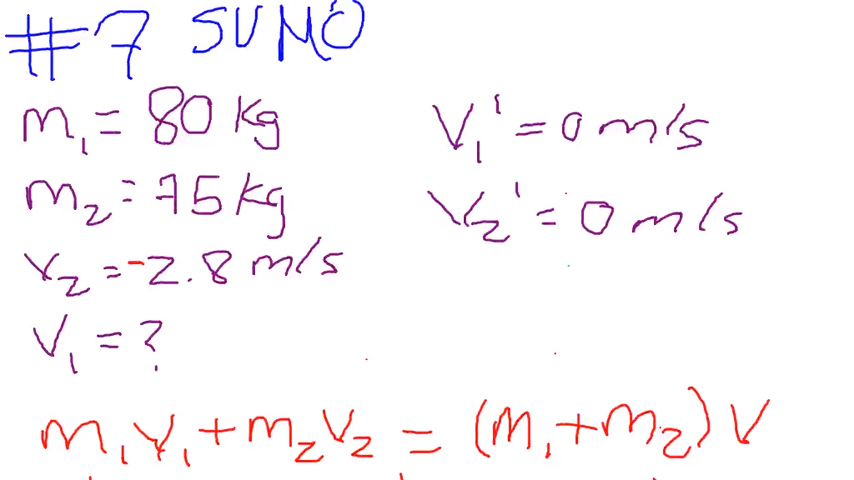 #7 SUMO
m₁ = 80 kg
m₂ = 75 kg
v₂ = -2.8 m/s
v₁ = ?
v₁' = 0 m/s
v₂' = 0 m/s
m₁v₁ + m₂v₂ = (m₁ + m₂) v